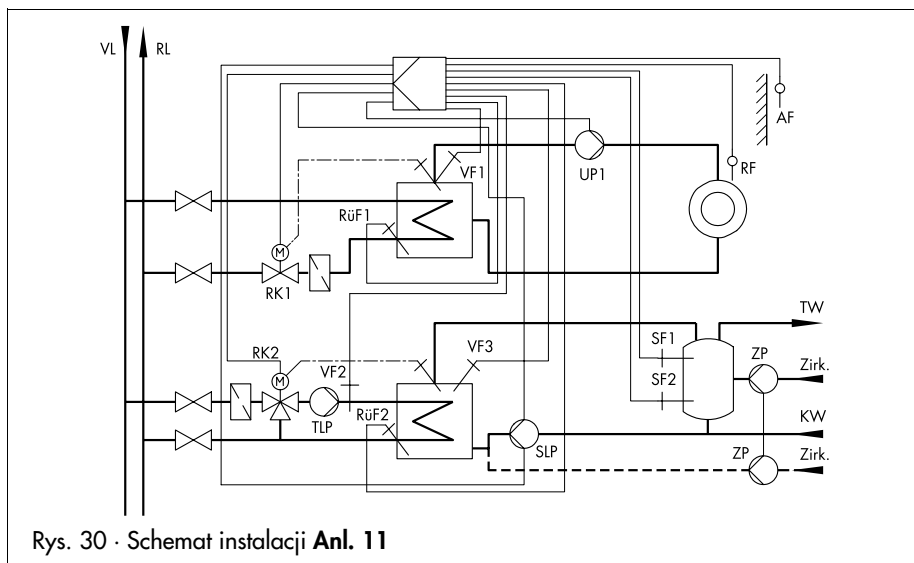 VL RL
AF
RF
UP1
VF1
RüF1
M
RK1
TW
SF1
ZP
Zirk.
RK2
VF3
VF2
M
SF2
TLP
RüF2
KW
SLP
ZP
Zirk.
Rys. 30 · Schemat instalacji Anl. 11